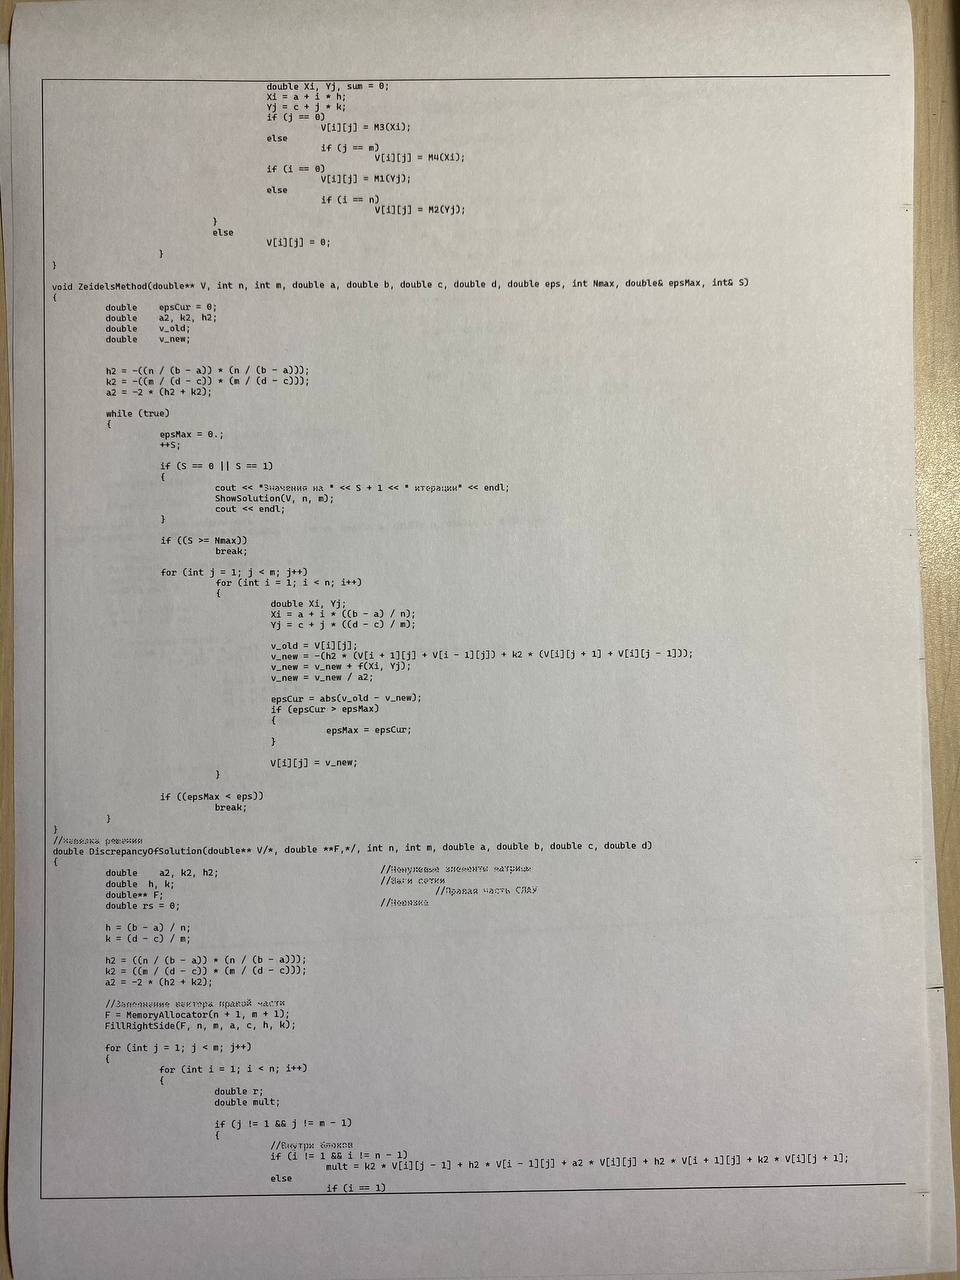 double Xi, Yj, sum = 0;
Xi = a + i * h;
Yj = c + j * k;
if (j == 0)
V[i][j] = M3(Xi);
else
if (j == m)
V[i][j] = M4(Xi);
if (i == 0)
V[i][j] = M1(Yj);
else
if (i == n)
V[i][j] = M2(Yj);
}
else
V[i][j] = 0;
}
}
void ZeidelsMethod(double** V, int n, int m, double a, double b, double c, double d, double eps, int Nmax, double& epsMax, int& S)
{
double epsCur = 0;
double a2, k2, h2;
double v_old;
double v_new;
h2 = -((n / (b - a)) * (n / (b - a)));
k2 = -((m / (d - c)) * (m / (d - c)));
a2 = -2 * (h2 + k2);
while (true)
{
epsMax = 0.;
++S;
if (S == 0 || S == 1)
{
cout << "Значения на " << S + 1 << " итерации" << endl;
ShowSolution(V, n, m);
cout << endl;
}
if ((S >= Nmax))
break;
for (int j = 1; j < m; j++)
for (int i = 1; i < n; i++)
{
double Xi, Yj;
Xi = a + i * ((b - a) / n);
Yj = c + j * ((d - c) / m);
v_old = V[i][j];
v_new = -(h2 * (V[i + 1][j] + V[i - 1][j]) + k2 * (V[i][j + 1] + V[i][j - 1]));
v_new = v_new + f(Xi, Yj);
v_new = v_new / a2;
epsCur = abs(v_old - v_new);
if (epsCur > epsMax)
{
epsMax = epsCur;
}
V[i][j] = v_new;
}
if ((epsMax < eps))
break;
}
}
//невязка решения
double DiscrepancyOfSolution(double** V/*, double **F,*/, int n, int m, double a, double b, double c, double d)
{
double a2, k2, h2; //Ненулевые элементы матрицы
double h, k; //Шаги сетки
double** F; //Правая часть СЛАУ
double rs = 0; //Невязка
h = (b - a) / n;
k = (d - c) / m;
h2 = ((n / (b - a)) * (n / (b - a)));
k2 = ((m / (d - c)) * (m / (d - c)));
a2 = -2 * (h2 + k2);
//Заполнение вектора правой части
F = MemoryAllocator(n + 1, m + 1);
FillRightSide(F, n, m, a, c, h, k);
for (int j = 1; j < m; j++)
{
for (int i = 1; i < n; i++)
{
double r;
double mult;
if (j != 1 && j != m - 1)
{
//Внутри блоков
if (i != 1 && i != n - 1)
mult = k2 * V[i][j - 1] + h2 * V[i - 1][j] + a2 * V[i][j] + h2 * V[i + 1][j] + k2 * V[i][j + 1];
else
if (i == 1)